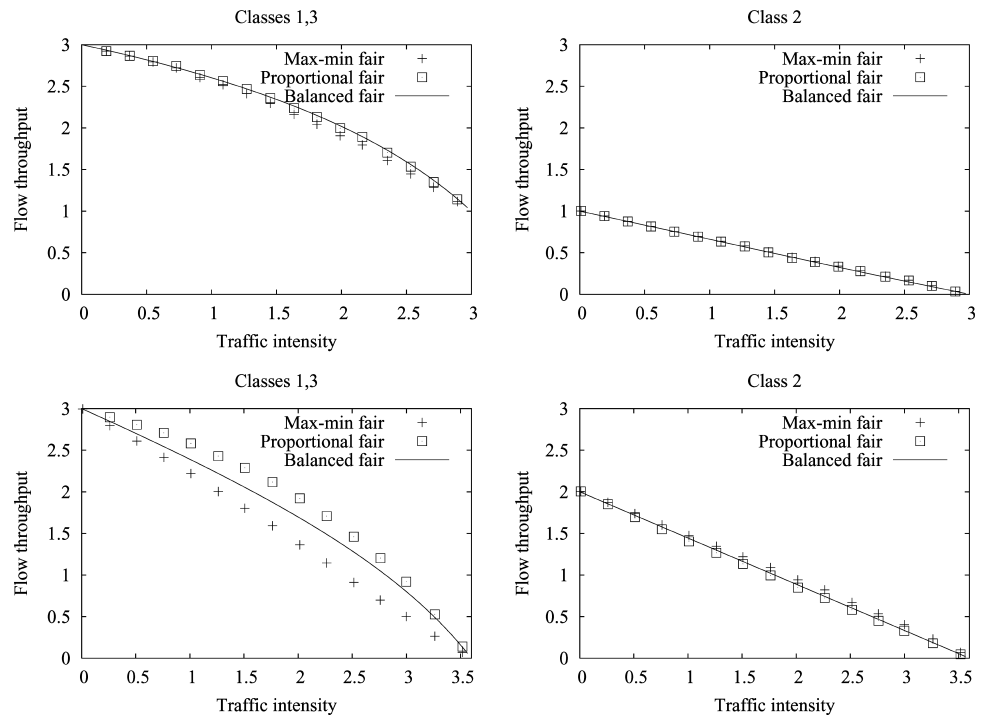 Classes 1,3
Max-min fair
Proportional fair
Balanced fair
Flow throughput
3
2.5
2
1.5
1
0.5
0
0 0.5 1 1.5 2 2.5 3
Traffic intensity
Class 2
Max-min fair
Proportional fair
Balanced fair
Flow throughput
3
2.5
2
1.5
1
0.5
0
0 0.5 1 1.5 2 2.5 3
Traffic intensity
Classes 1,3
Max-min fair
Proportional fair
Balanced fair
Flow throughput
3
2.5
2
1.5
1
0.5
0
0 0.5 1 1.5 2 2.5 3 3.5
Traffic intensity
Class 2
Max-min fair
Proportional fair
Balanced fair
Flow throughput
3
2.5
2
1.5
1
0.5
0
0 0.5 1 1.5 2 2.5 3 3.5
Traffic intensity